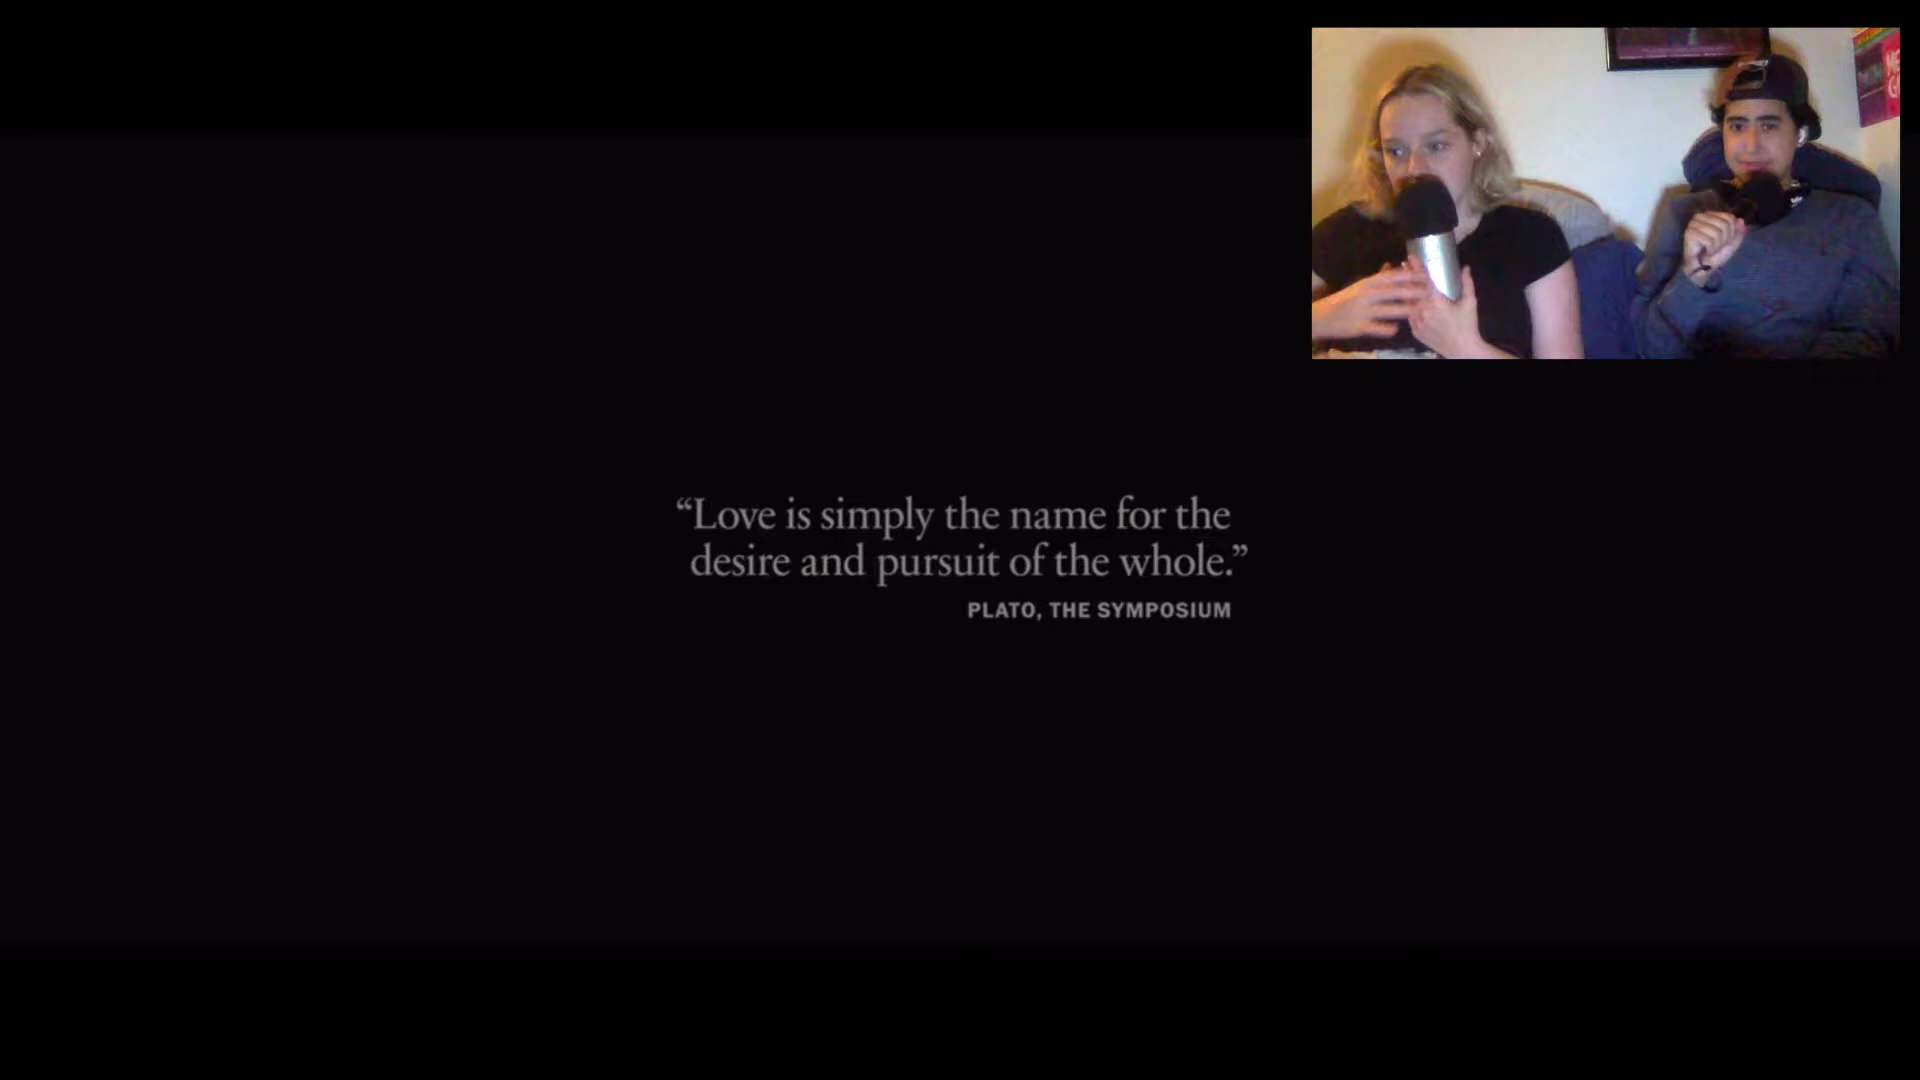 “Love is simply the name for the
desire and pursuit of the whole.”
PLATO, THE SYMPOSIUM